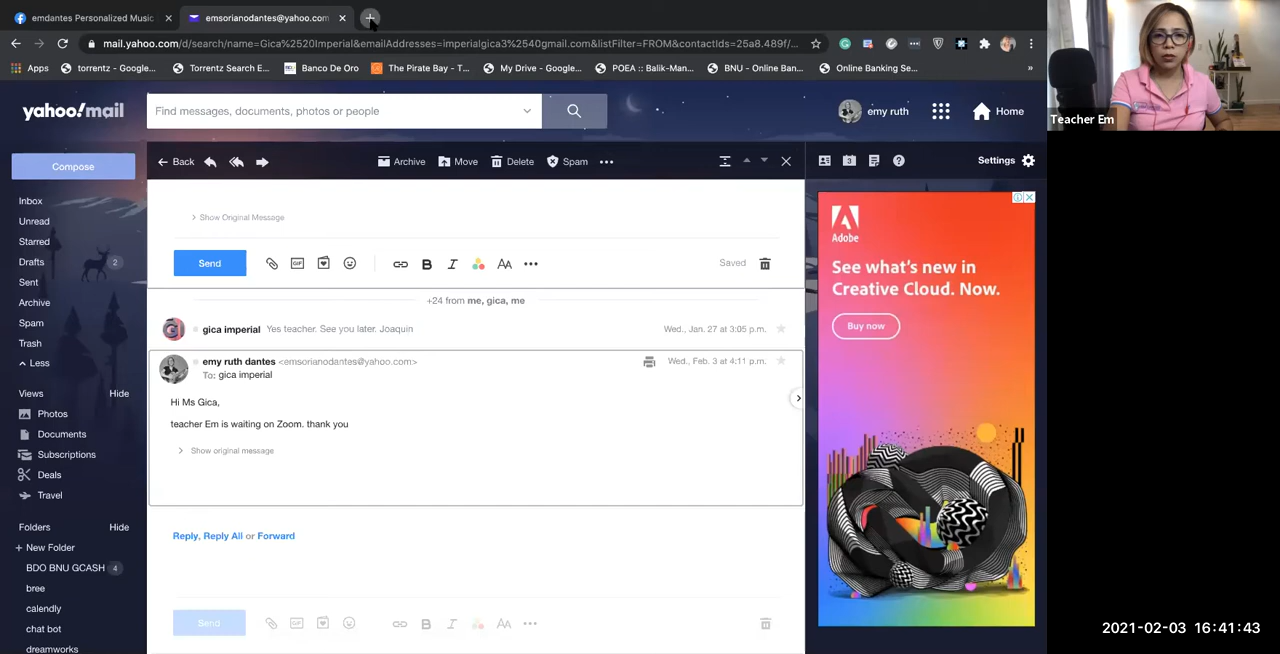 emdantes Personalized Music
emsorianodantes@yahoo.com
mail.yahoo.com/d/search/name=Gica%2520Imperial&emailAddresses=imperialgica3%2540gmail.com&listFilter=FROM&contactIds=25a8.489f/...
Apps
torrentz - Google...
Torrentz Search E...
Banco De Oro
The Pirate Bay - T...
My Drive - Google...
POEA :: Balik-Man...
BNU - Online Ban...
Online Banking Se...
»
Teacher Em
yahoo!mail
Find messages, documents, photos or people
emy ruth
Home
Compose
Back
Archive
Move
Delete
Spam
Settings
Inbox
Unread
Starred
Drafts 2
Sent
Archive
Spam
Trash
Less
Views Hide
Photos
Documents
Subscriptions
Deals
Travel
Folders Hide
+ New Folder
BDO BNU GCASH 4
bree
calendly
chat bot
dreamworks
Show Original Message
Send
GIF
B I AA
Saved
+24 from me, gica, me
gica imperial Yes teacher. See you later. Joaquin Wed., Jan. 27 at 3:05 p.m.
emy ruth dantes <emsorianodantes@yahoo.com> Wed., Feb. 3 at 4:11 p.m.
To: gica imperial
Hi Ms Gica,
teacher Em is waiting on Zoom. thank you
Show original message
Reply, Reply All or Forward
Send
GIF
B I AA
Adobe
See what's new in
Creative Cloud. Now.
Buy now
2021-02-03 16:41:43